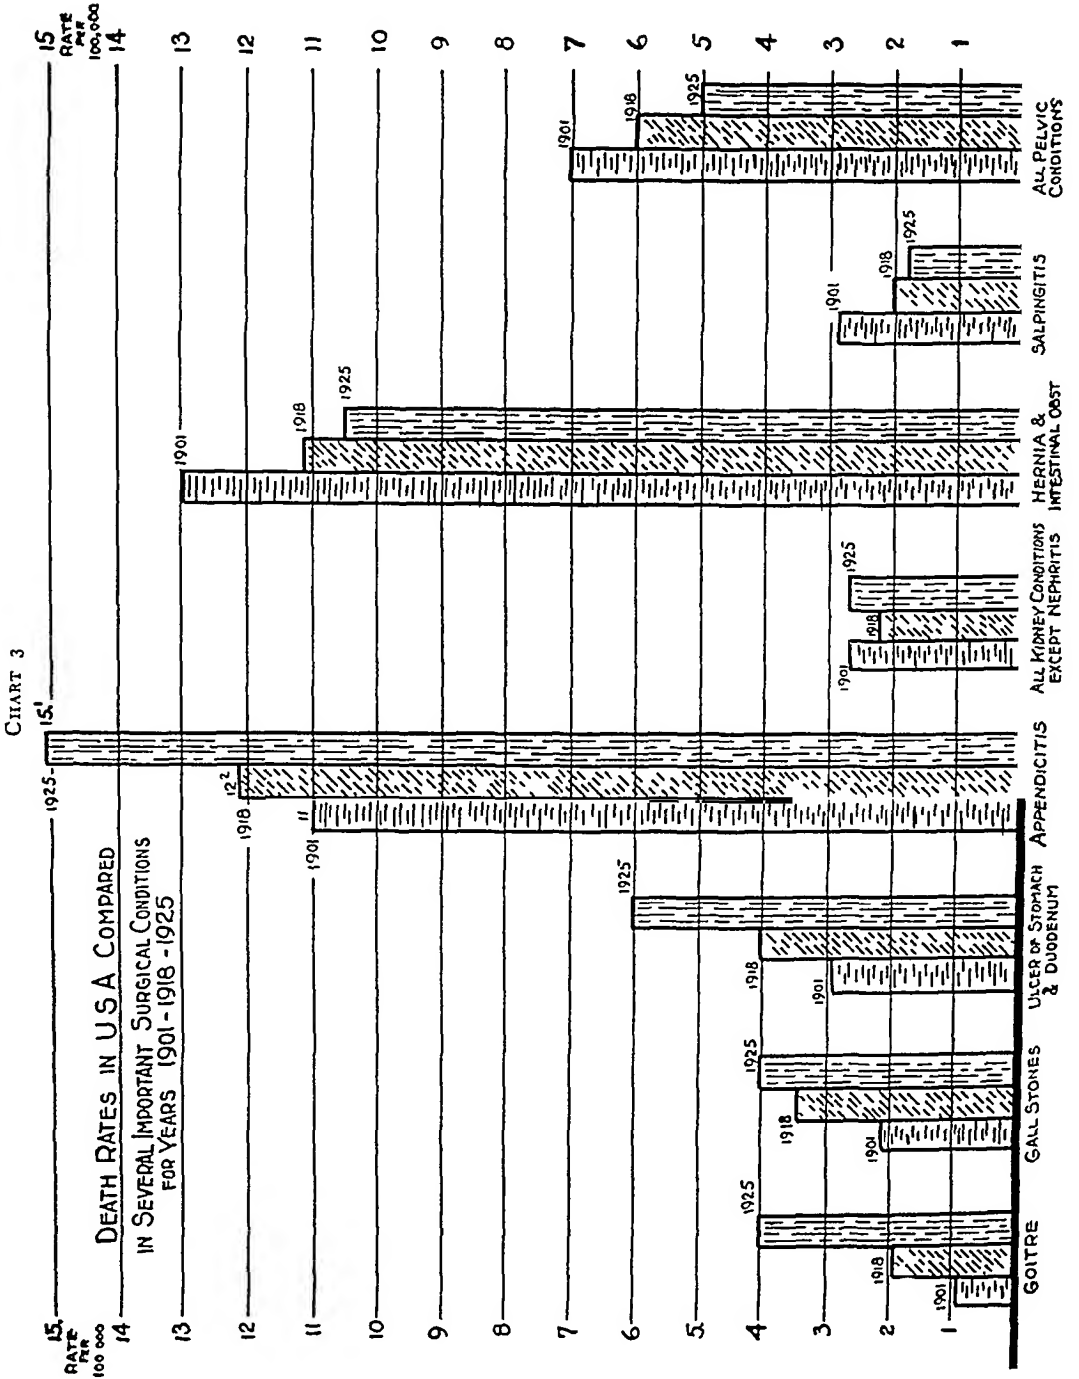 CHART 3
DEATH RATES IN U S A COMPARED
IN SEVERAL IMPORTANT SURGICAL CONDITIONS
FOR YEARS 1901-1918-1925
15.
RATE
PER
100 000
14
13
12
11
10
9
8
7
6
5
4
3
2
1
15
RATE
PER
100,000
14
13
12
11
10
9
8
7
6
5
4
3
2
1
1901
1918
1925
1901
1918
1925
1901
1918
1925
1901
11
1918
12²
1925
15.¹
1901
1918
1925
1901
1918
1925
1901
1918
1925
1901
1918
1925
GOITRE
GALL STONES
ULCER OF STOMACH
& DUODENUM
APPENDICITIS
ALL KIDNEY CONDITIONS
EXCEPT NEPHRITIS
HERNIA &
INTESTINAL OBST
SALPINGITIS
ALL PELVIC
CONDITIONS